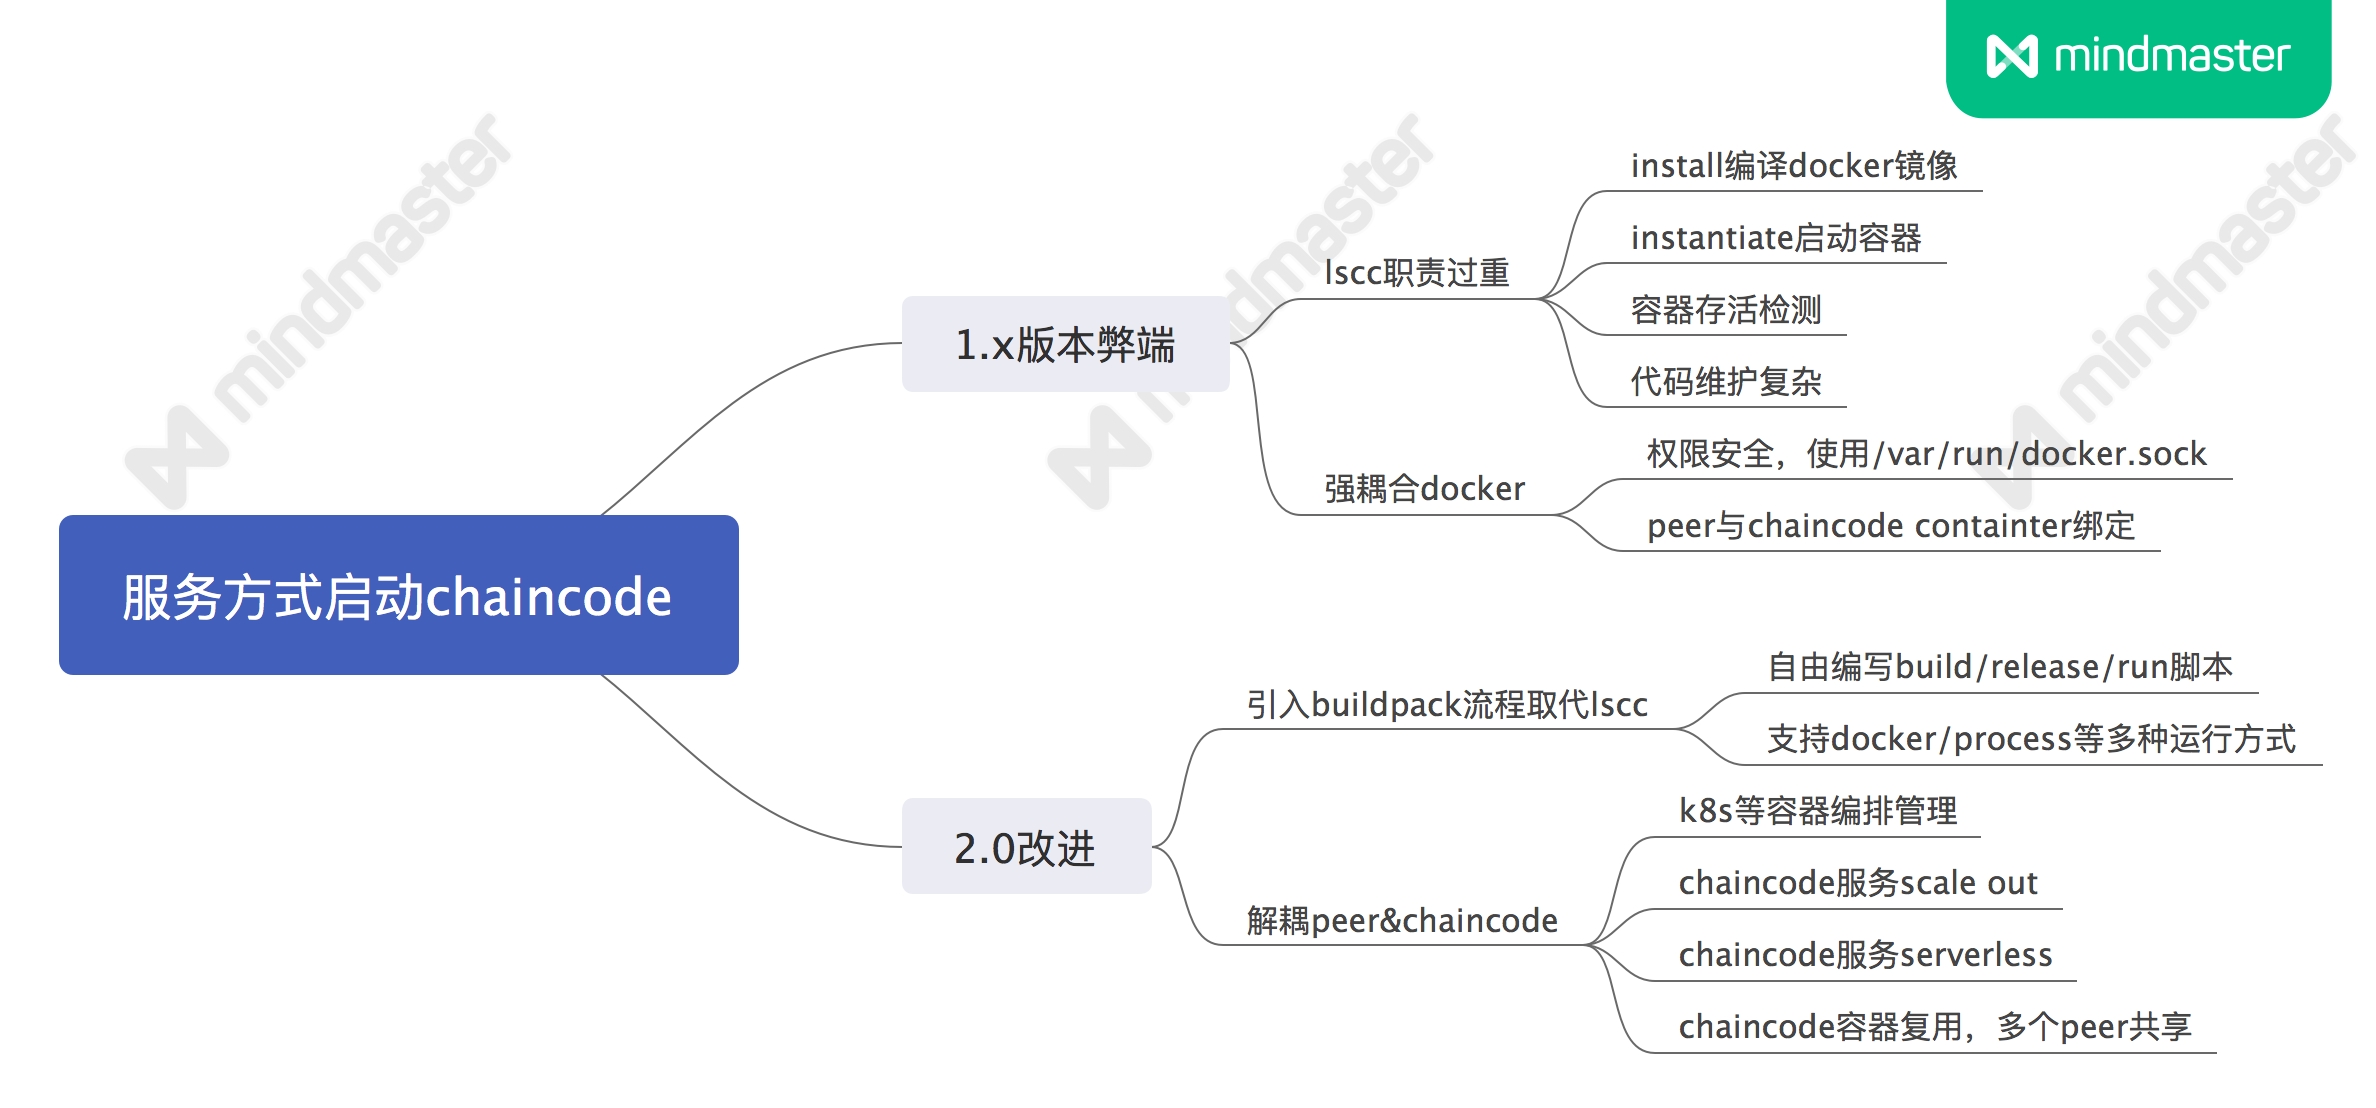 mindmaster
服务方式启动chaincode
1.x版本弊端
lscc职责过重
install编译docker镜像
instantiate启动容器
容器存活检测
代码维护复杂
强耦合docker
权限安全，使用/var/run/docker.sock
peer与chaincode containter绑定
2.0改进
引入buildpack流程取代lscc
自由编写build/release/run脚本
支持docker/process等多种运行方式
解耦peer&chaincode
k8s等容器编排管理
chaincode服务scale out
chaincode服务serverless
chaincode容器复用，多个peer共享
mindmaster
mindmaster
mindmaster